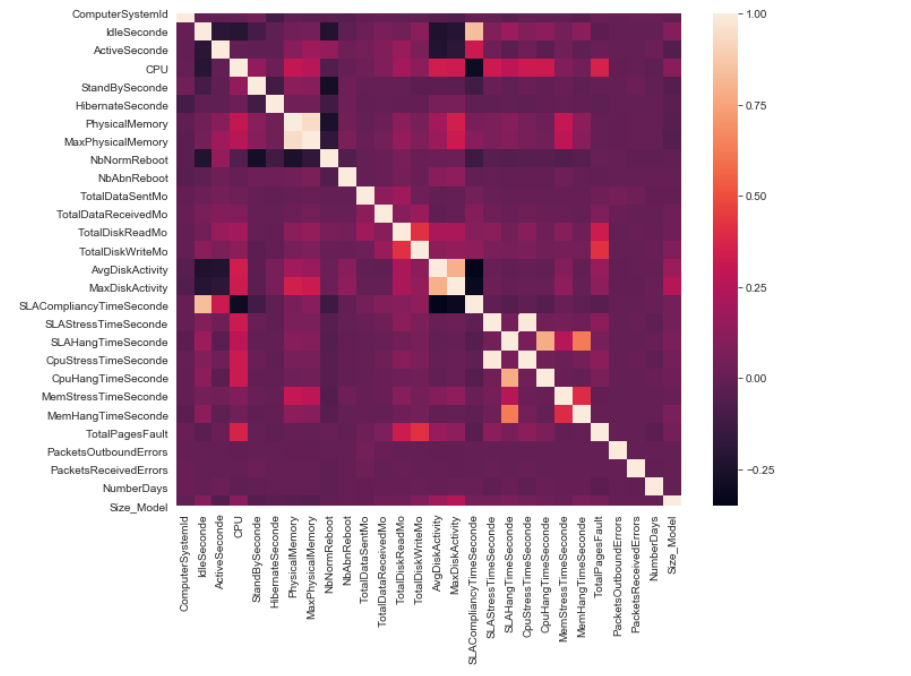 ComputerSystemId
IdleSeconde
ActiveSeconde
CPU
StandBySeconde
HibernateSeconde
PhysicalMemory
MaxPhysicalMemory
NbNormReboot
NbAbnReboot
TotalDataSentMo
TotalDataReceivedMo
TotalDiskReadMo
TotalDiskWriteMo
AvgDiskActivity
MaxDiskActivity
SLACompliancyTimeSeconde
SLAStressTimeSeconde
SLAHangTimeSeconde
CpuStressTimeSeconde
CpuHangTimeSeconde
MemStressTimeSeconde
MemHangTimeSeconde
TotalPagesFault
PacketsOutboundErrors
PacketsReceivedErrors
NumberDays
Size_Model
ComputerSystemId
IdleSeconde
ActiveSeconde
CPU
StandBySeconde
HibernateSeconde
PhysicalMemory
MaxPhysicalMemory
NbNormReboot
NbAbnReboot
TotalDataSentMo
TotalDataReceivedMo
TotalDiskReadMo
TotalDiskWriteMo
AvgDiskActivity
MaxDiskActivity
SLACompliancyTimeSeconde
SLAStressTimeSeconde
SLAHangTimeSeconde
CpuStressTimeSeconde
CpuHangTimeSeconde
MemStressTimeSeconde
MemHangTimeSeconde
TotalPagesFault
PacketsOutboundErrors
PacketsReceivedErrors
NumberDays
Size_Model
1.00
0.75
0.50
0.25
0.00
−0.25